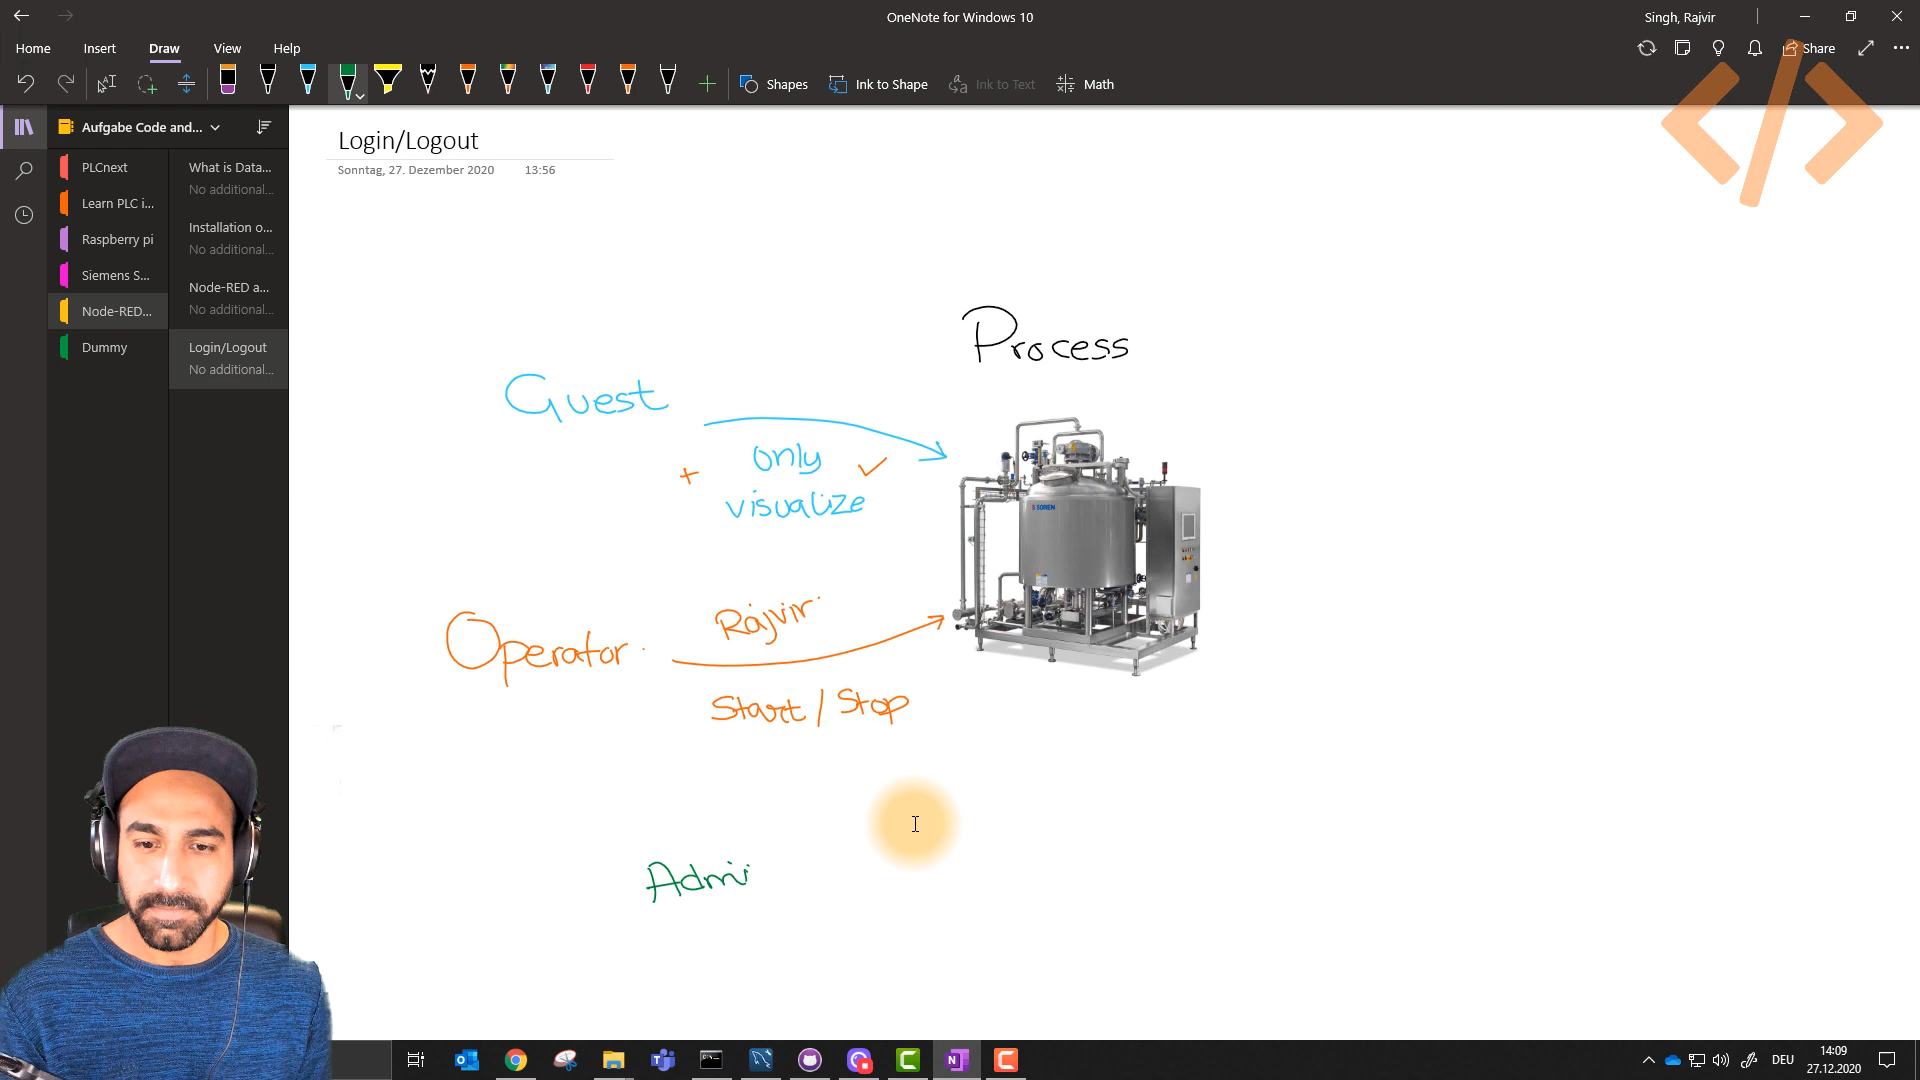 OneNote for Windows 10
Singh, Rajvir
Home Insert Draw View Help
Share
Shapes Ink to Shape Ink to Text Math
Aufgabe Code and...
PLCnext
Learn PLC i...
Raspberry pi
Siemens S...
Node-RED...
Dummy
What is Data...
No additional...
Installation o...
No additional...
Node-RED a...
No additional...
Login/Logout
No additional...
Login/Logout
Sonntag, 27. Dezember 2020 13:56
Process
Guest
only
visualize
Operator
Rajvir
Start / Stop
Admi
SOREN
DEU
14:09
27.12.2020